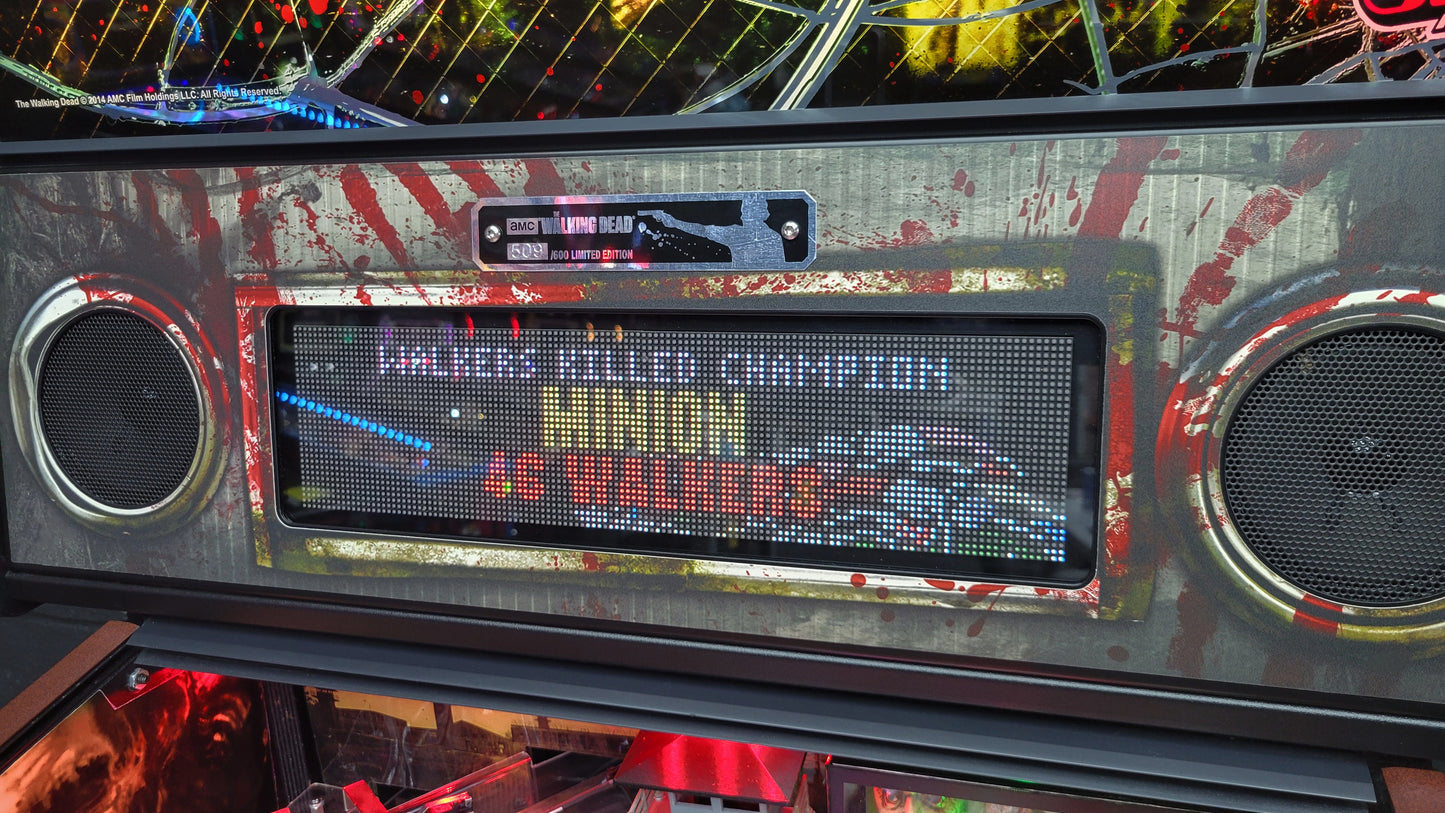 The Walking Dead © 2014 AMC Film Holdings LLC. All Rights Reserved.
amc THE WALKING DEAD
509 /600 LIMITED EDITION
WALKERS KILLED CHAMPION
MINION
46 WALKERS